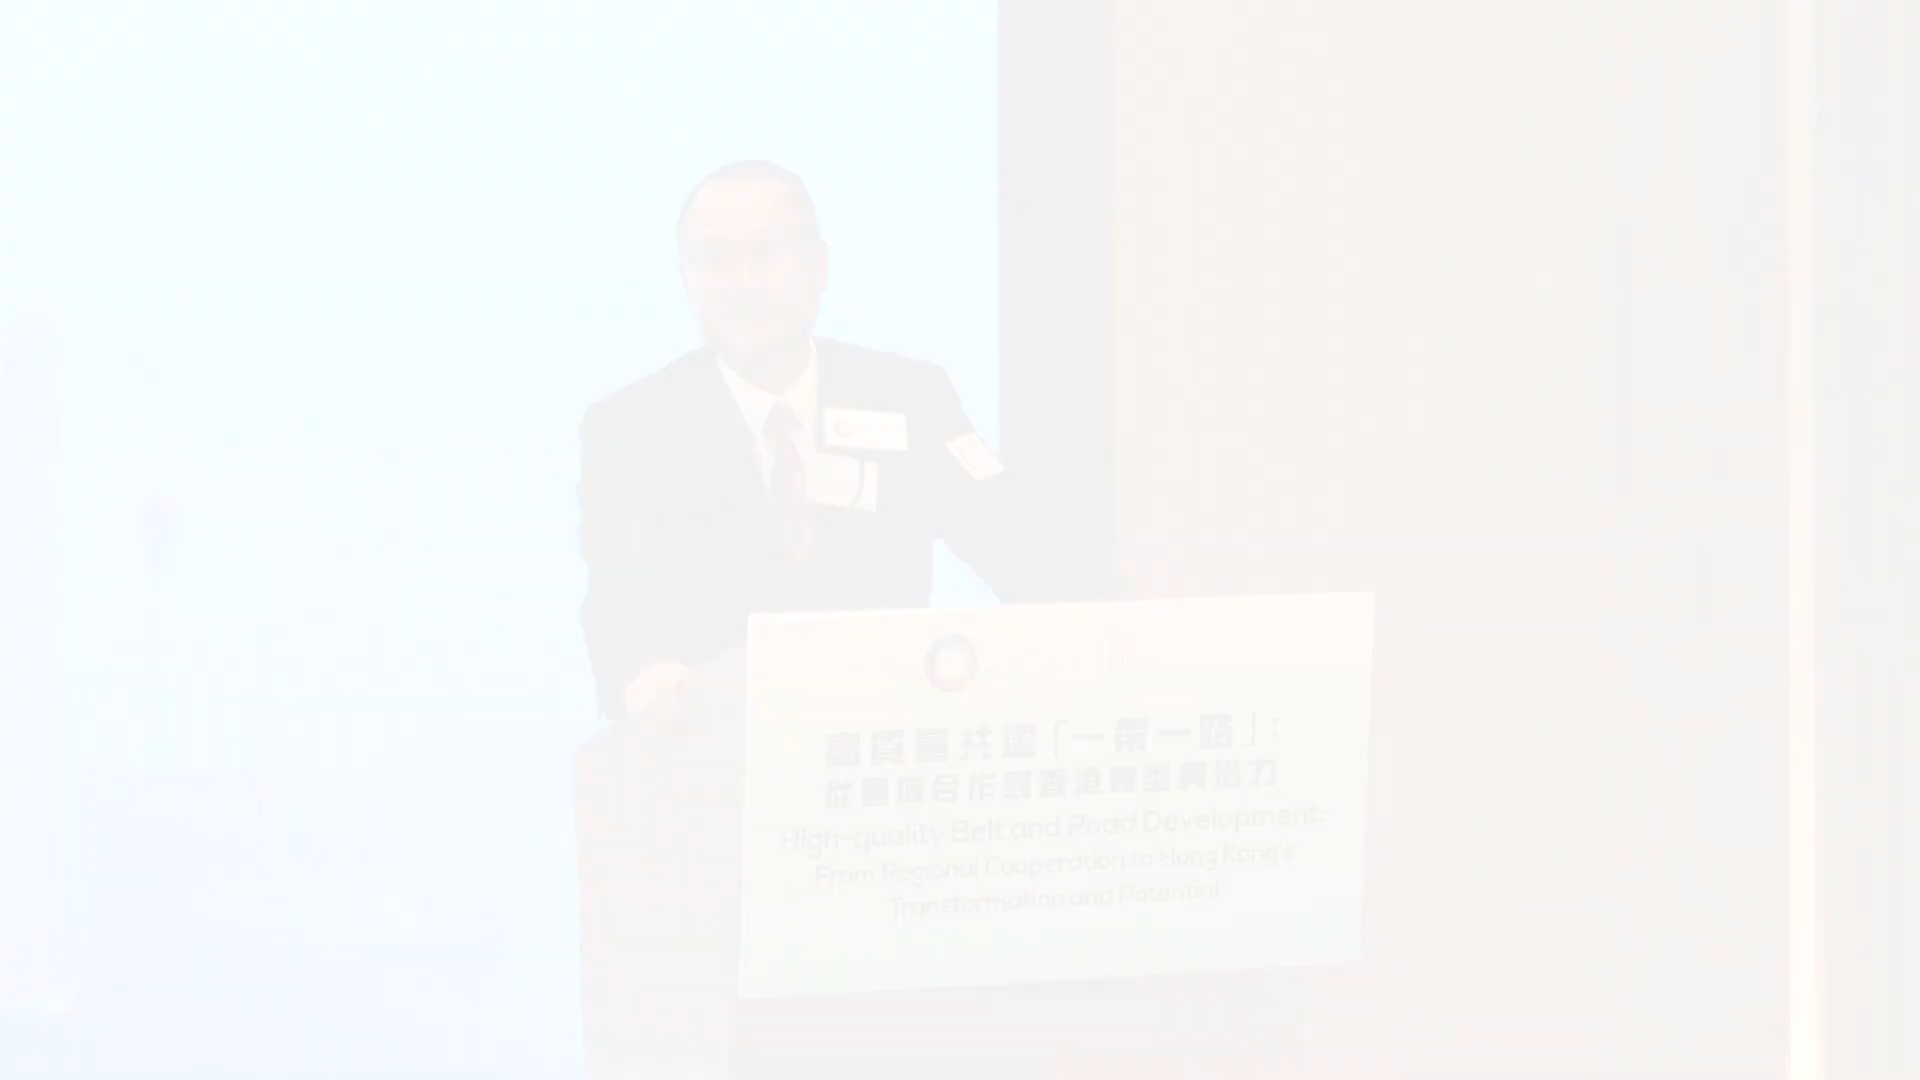 高質量共建「一帶一路」：
從區域合作到香港轉型與潛力
High-quality Belt and Road Development:
From Regional Cooperation to Hong Kong's
Transformation and Potential